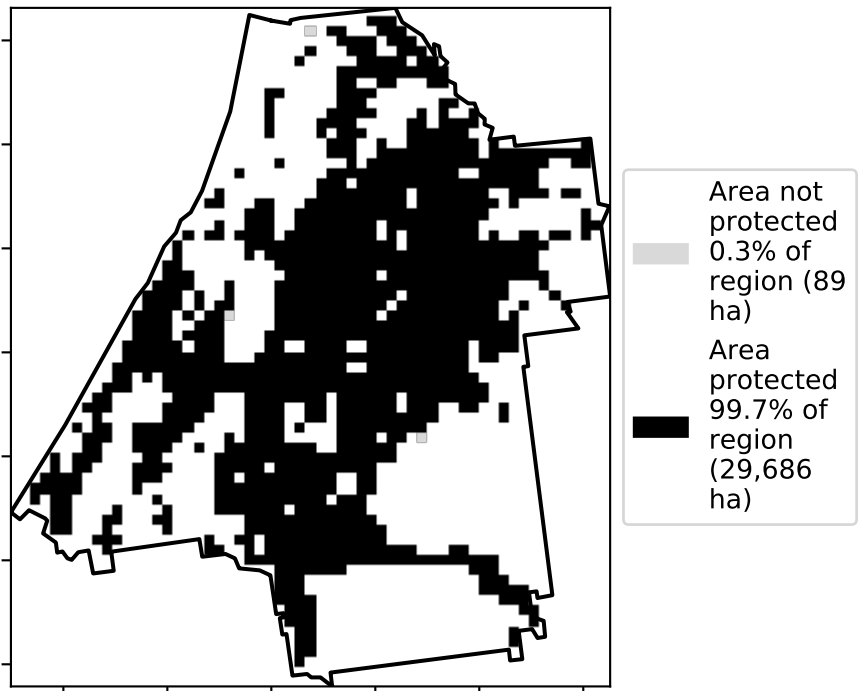 Area not
protected
0.3% of
region (89
ha)
Area
protected
99.7% of
region
(29,686
ha)